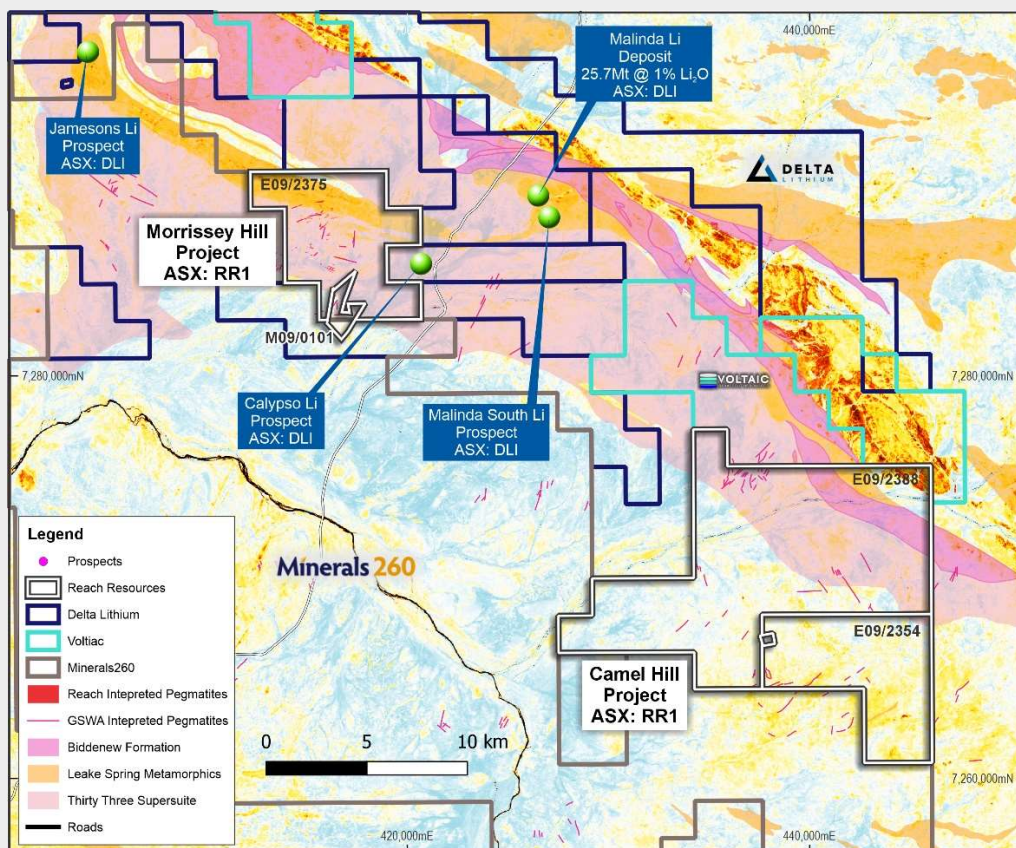 440,000mE
Malinda Li
Deposit
25.7Mt @ 1% Li₂O
ASX: DLI
Jamesons Li
Prospect
ASX: DLI
DELTA
LITHIUM
E09/2375
Morrissey Hill
Project
ASX: RR1
M09/0101
7,280,000mN
7,280,000mN
VOLTAIC
Calypso Li
Prospect
ASX: DLI
Malinda South Li
Prospect
ASX: DLI
E09/2388
Minerals 260
E09/2354
Camel Hill
Project
ASX: RR1
Legend
Prospects
Reach Resources
Delta Lithium
Voltiac
Minerals260
Reach Intepreted Pegmatites
GSWA Intepreted Pegmatites
Biddenew Formation
Leake Spring Metamorphics
Thirty Three Supersuite
Roads
0 5 10 km
7,260,000mN
420,000mE
440,000mE